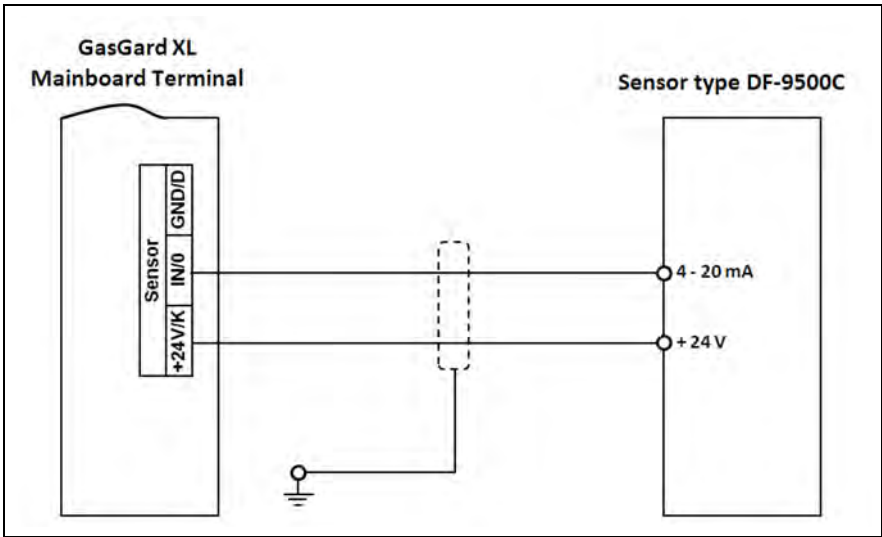 GasGard XL
Mainboard Terminal
Sensor type DF-9500C
Sensor
GND/D
IN/0
+24V/K
4 - 20 mA
+ 24 V